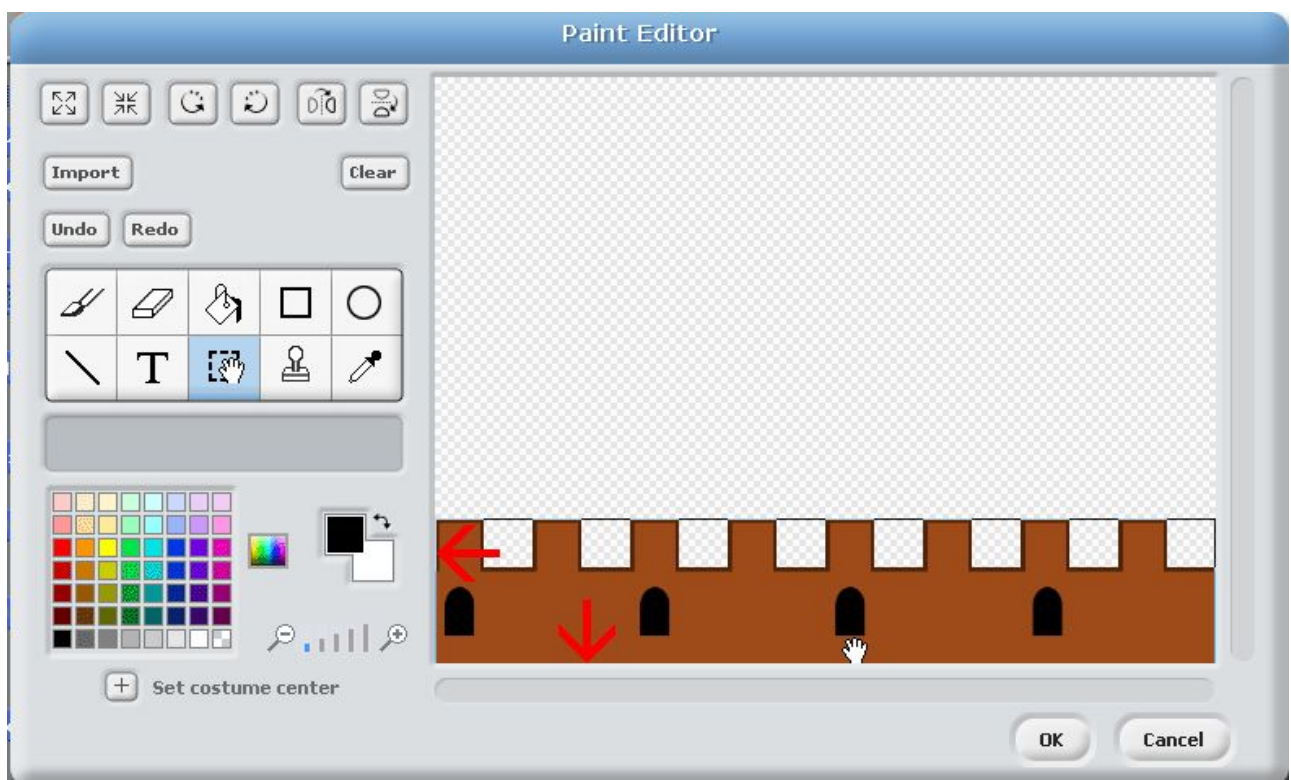 Paint Editor
Import
Clear
Undo
Redo
T
Set costume center
OK
Cancel